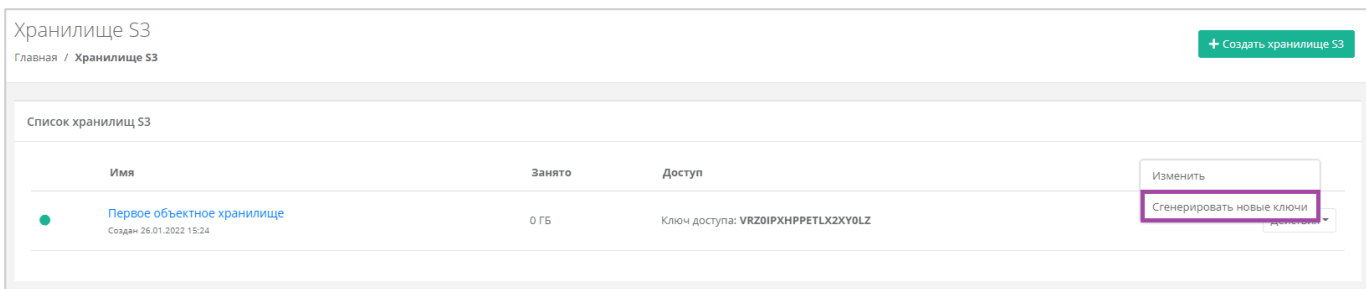 Хранилище S3
Главная / Хранилище S3
+ Создать хранилище S3
Список хранилищ S3
Имя Занято Доступ
Изменить
Сгенерировать новые ключи
Первое объектное хранилище 0 ГБ Ключ доступа: VRZ0IPXHPPETLX2XY0LZ
Создан 26.01.2022 15:24